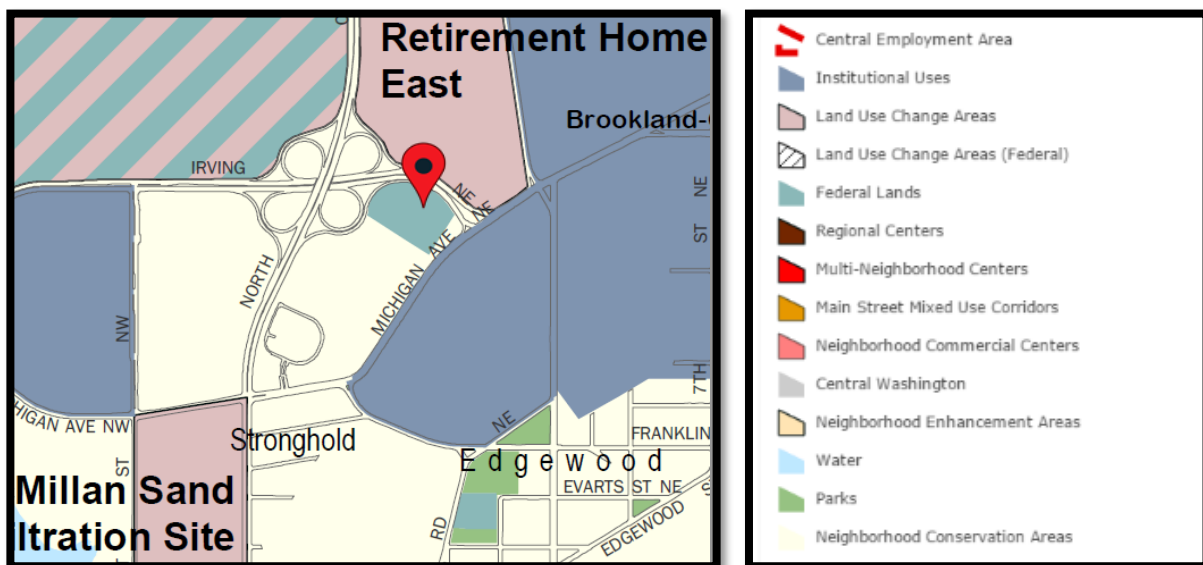 Retirement Home
East
Brookland-
IRVING
NE
NE
ST NE
NORTH
MICHIGAN AVE
NW
7TH
HIGAN AVE NW
ST
Stronghold
NE
FRANKLIN
Edgewood
EVARTS ST NE
Millan Sand
ltration Site
RD
EDGEWOOD
Central Employment Area
Institutional Uses
Land Use Change Areas
Land Use Change Areas (Federal)
Federal Lands
Regional Centers
Multi-Neighborhood Centers
Main Street Mixed Use Corridors
Neighborhood Commercial Centers
Central Washington
Neighborhood Enhancement Areas
Water
Parks
Neighborhood Conservation Areas